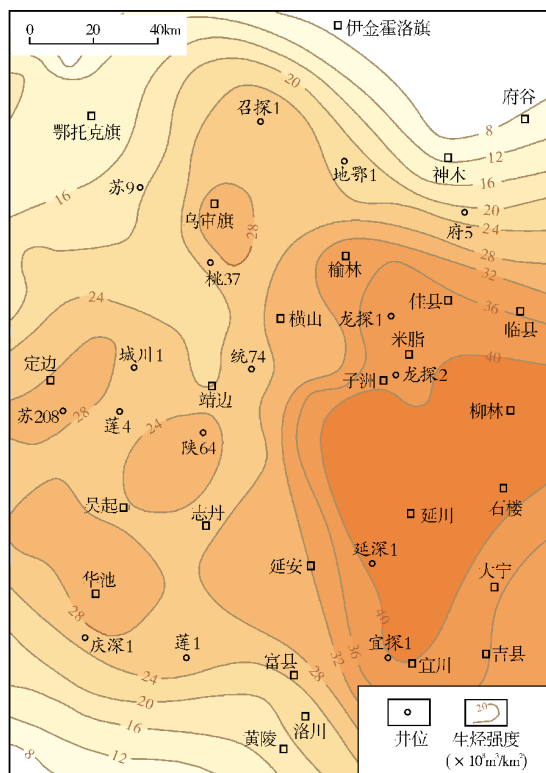 0 20 40km
伊金霍洛旗
20
府谷
召探1
8
鄂托克旗
12
神木
16
地鄂1
16
苏9
20
乌审旗
24
府5
28
28
榆林
32
桃37
24
佳县
36
横山
龙探1
临县
米脂
城川1
统74
40
定边
子洲
龙探2
靖边
柳林
苏208
28
莲4
24
陕64
石楼
吴起
延川
志丹
延深1
延安
大宁
华池
28
40
庆深1
莲1
宜探1
吉县
32
36
宜川
24
富县
28
20
洛川
16
黄陵
8
12
井位
20
生烃强度
(×10⁸m³/km²)